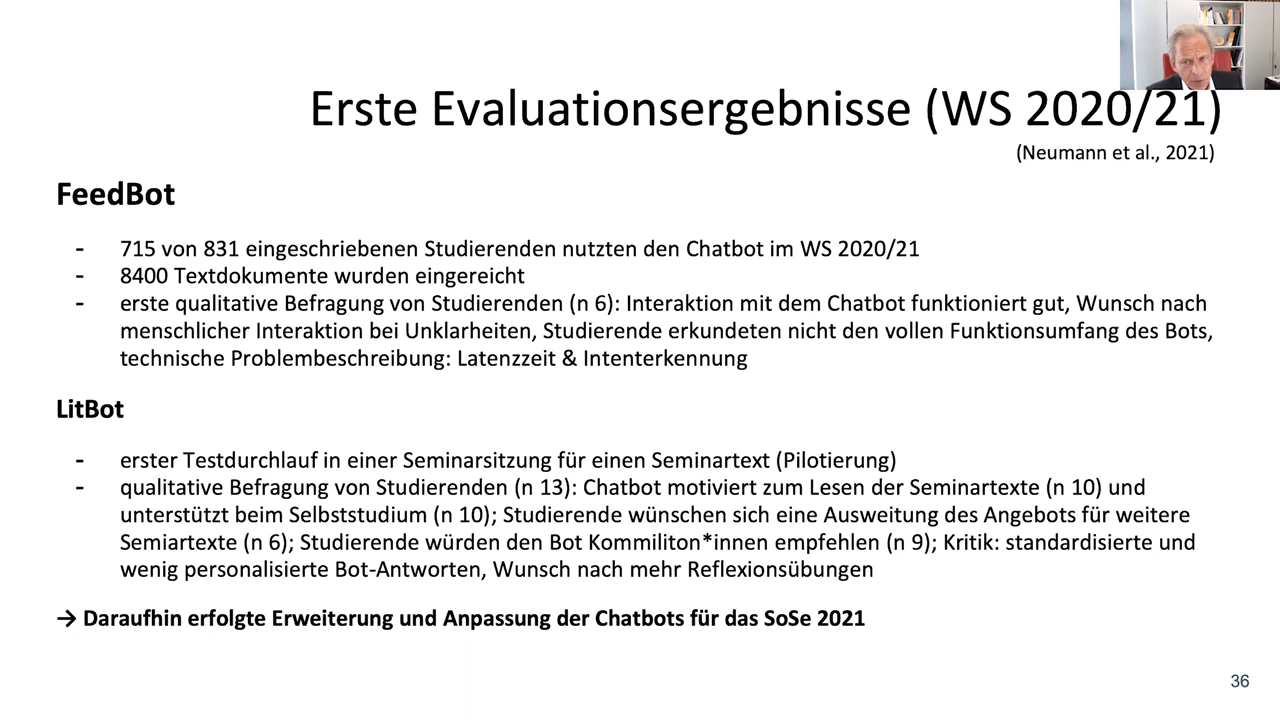 Erste Evaluationsergebnisse (WS 2020/21)
(Neumann et al., 2021)
FeedBot
- 715 von 831 eingeschriebenen Studierenden nutzten den Chatbot im WS 2020/21
- 8400 Textdokumente wurden eingereicht
- erste qualitative Befragung von Studierenden (n 6): Interaktion mit dem Chatbot funktioniert gut, Wunsch nach
menschlicher Interaktion bei Unklarheiten, Studierende erkundeten nicht den vollen Funktionsumfang des Bots,
technische Problembeschreibung: Latenzzeit & Intenterkennung
LitBot
- erster Testdurchlauf in einer Seminarsitzung für einen Seminartext (Pilotierung)
- qualitative Befragung von Studierenden (n 13): Chatbot motiviert zum Lesen der Seminartexte (n 10) und
unterstützt beim Selbststudium (n 10); Studierende wünschen sich eine Ausweitung des Angebots für weitere
Semiartexte (n 6); Studierende würden den Bot Kommiliton*innen empfehlen (n 9); Kritik: standardisierte und
wenig personalisierte Bot-Antworten, Wunsch nach mehr Reflexionsübungen
→ Daraufhin erfolgte Erweiterung und Anpassung der Chatbots für das SoSe 2021
36